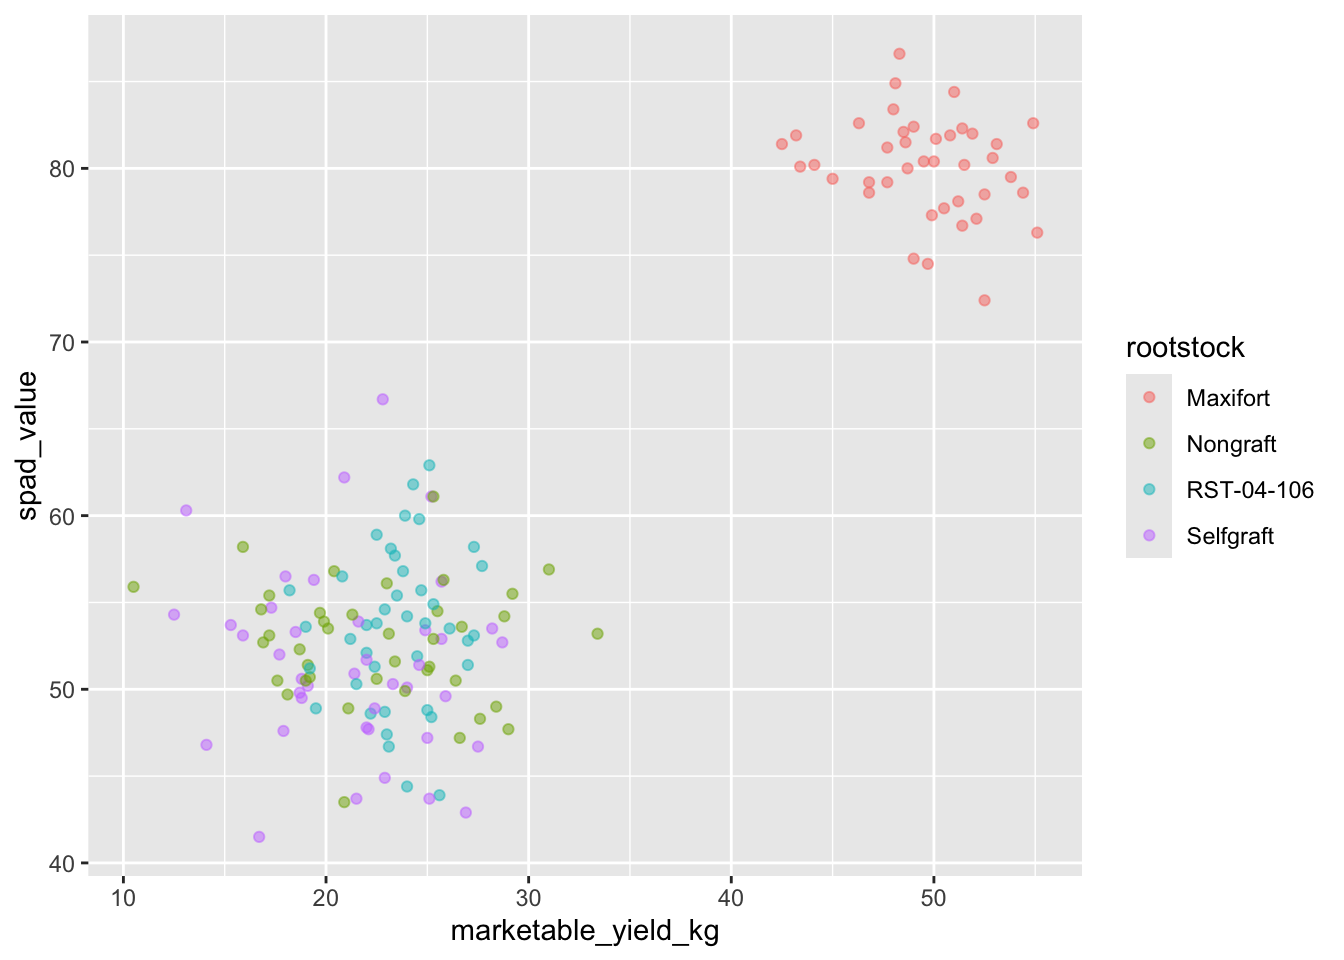 80
70
60
50
40
10 20 30 40 50
marketable_yield_kg
spad_value
rootstock
Maxifort
Nongraft
RST-04-106
Selfgraft